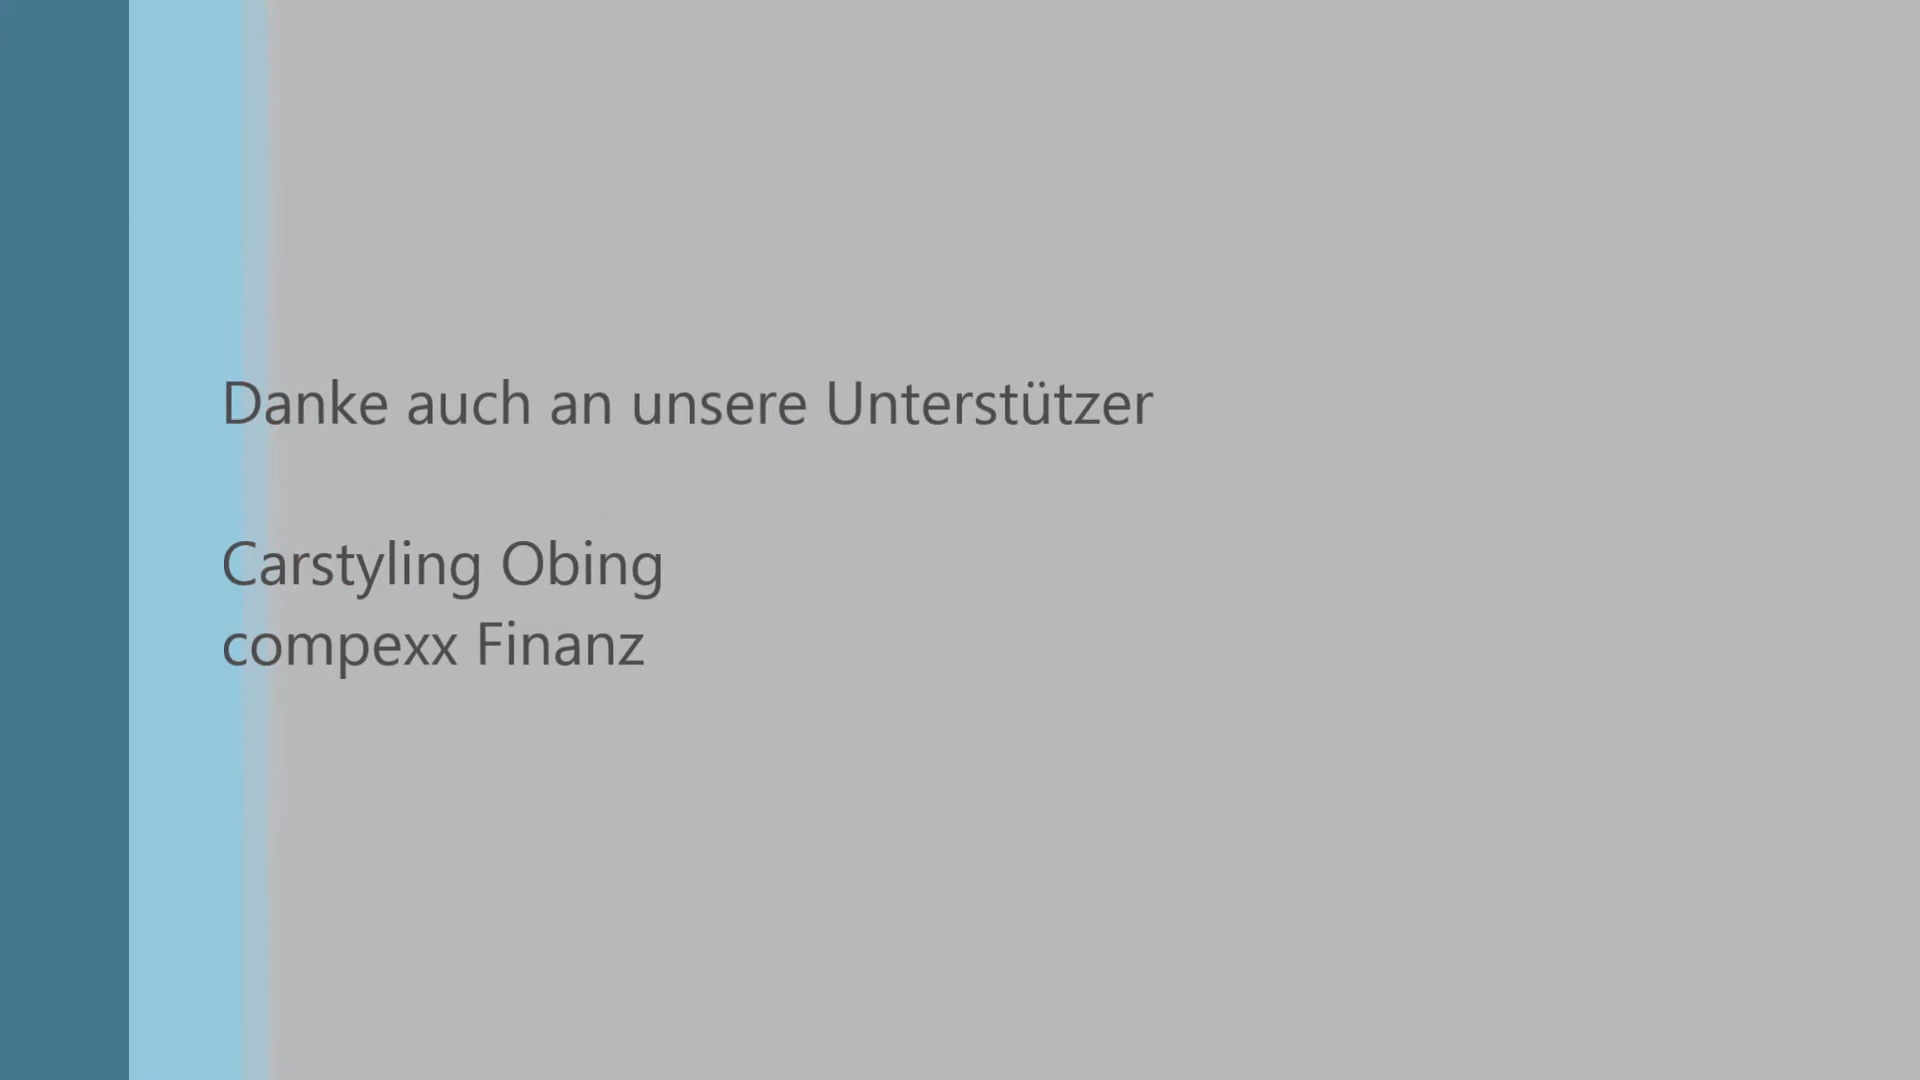 Danke auch an unsere Unterstützer
Carstyling Obing
compexx Finanz